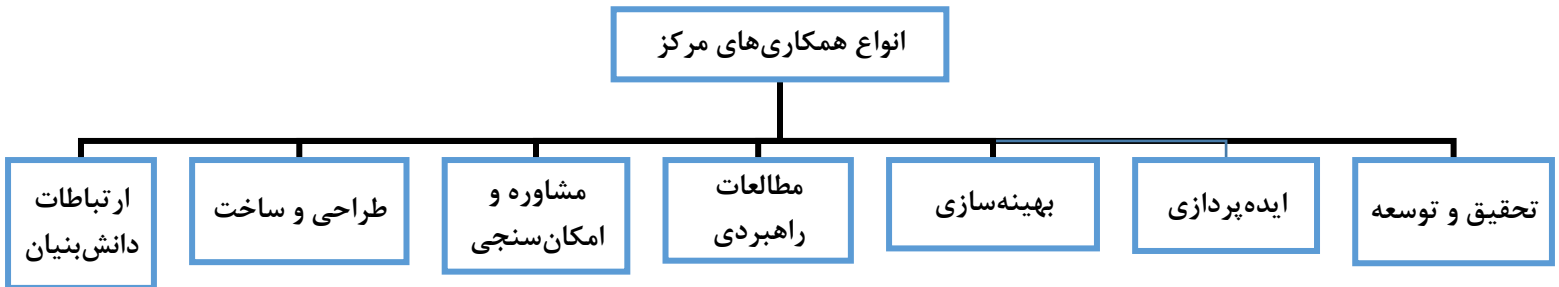 انواع همکاری‌های مرکز
تحقیق و توسعه
ایده‌پردازی
بهینه‌سازی
مطالعات
راهبردی
مشاوره و
امکان‌سنجی
طراحی و ساخت
ارتباطات
دانش‌بنیان